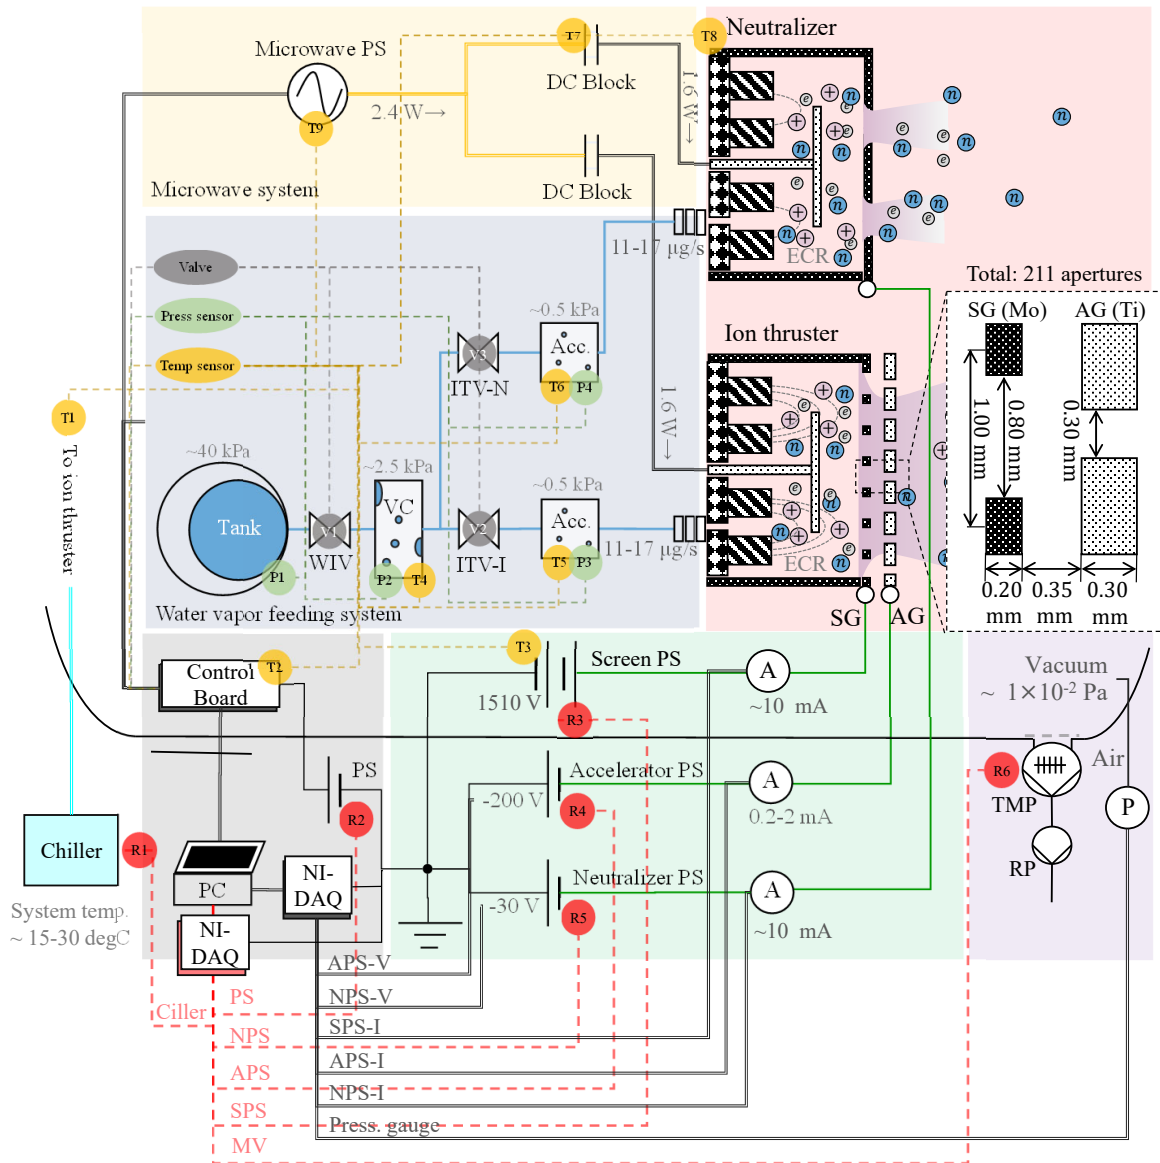 Neutralizer
Microwave PS
T7
T8
DC Block
2.4 W→
1.6 W→
T9
DC Block
Microwave system
11-17 μg/s
ECR
Valve
Press sensor
Temp sensor
Total: 211 apertures
SG (Mo)
AG (Ti)
1.00 mm
0.80 mm
0.30 mm
0.20 mm
0.35 mm
0.30 mm
~0.5 kPa
Acc.
V3
ITV-N
T6
P4
Ion thruster
1.6 W→
T1
To ion thruster
~40 kPa
Tank
V1
WIV
P1
~2.5 kPa
VC
P2
T4
V2
ITV-I
~0.5 kPa
Acc.
T5
P3
11-17 μg/s
ECR
Water vapor feeding system
SG
AG
Control
Board
T2
T3
Screen PS
1510 V
R3
A
~10 mA
Vacuum
~ 1×10-2 Pa
Air
PS
R2
Accelerator PS
-200 V
R4
A
0.2-2 mA
R6
TMP
P
RP
Chiller
R1
System temp.
~ 15-30 degC
PC
NI-
DAQ
NI-
DAQ
Neutralizer PS
-30 V
R5
A
~10 mA
APS-V
PS
NPS-V
Ciller
SPS-I
NPS
APS-I
APS
NPS-I
SPS
Press. gauge
MV